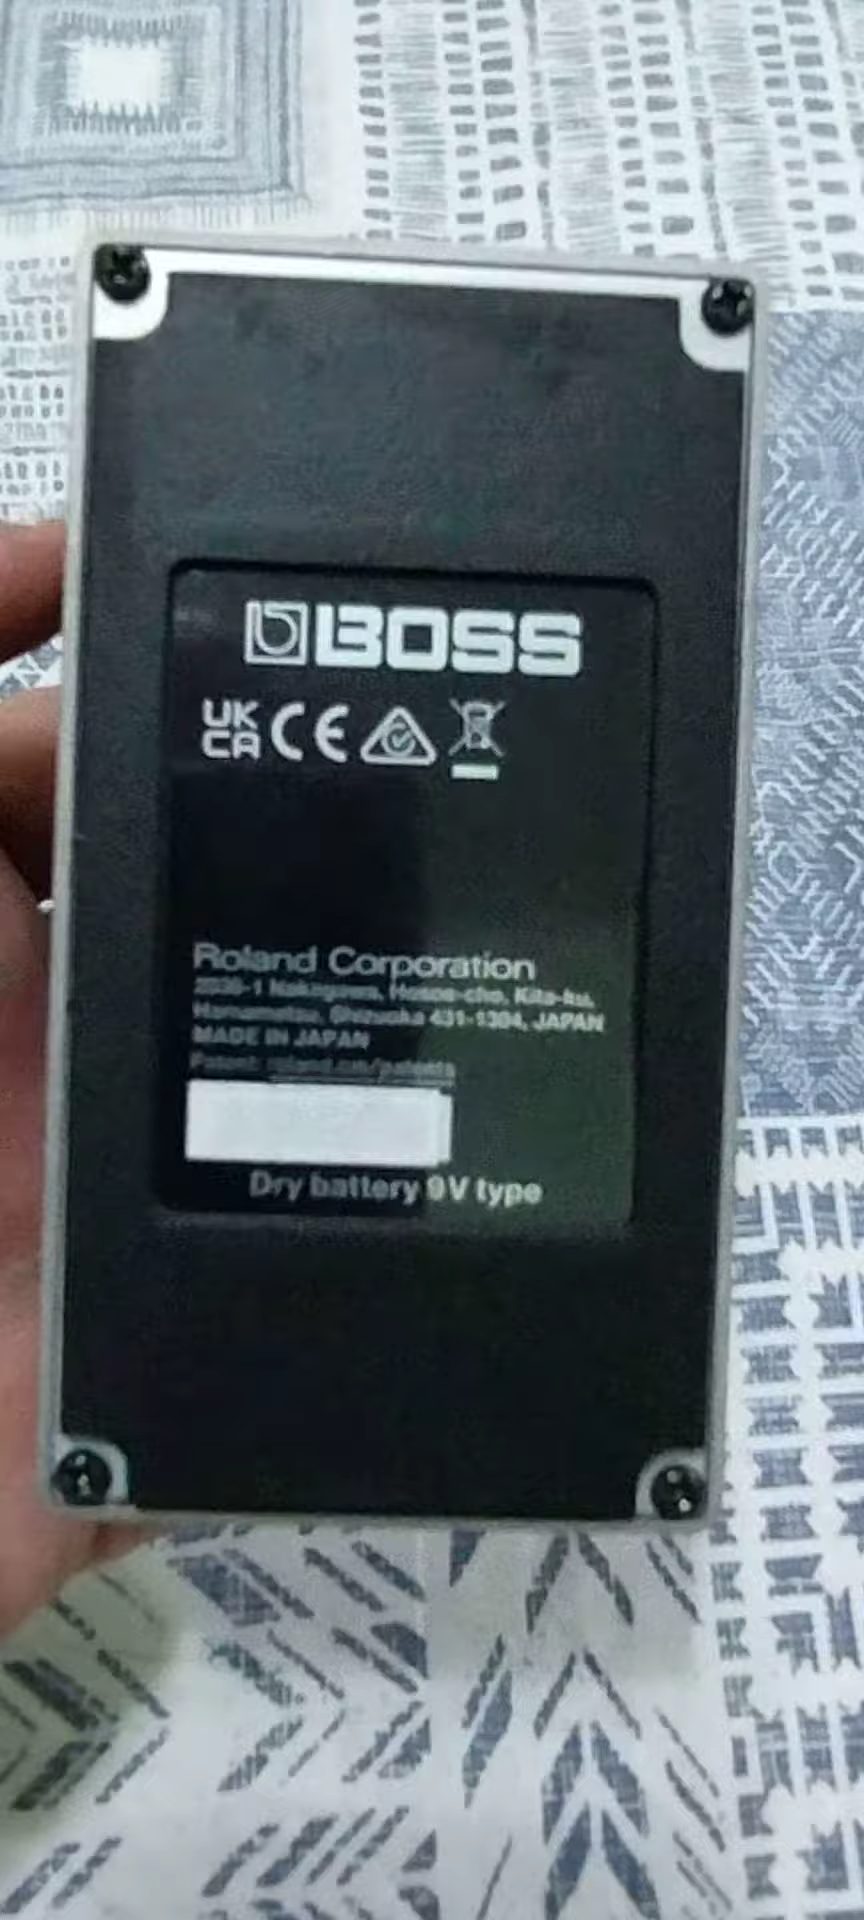 BOSS
UK
CA CE
Roland Corporation
2036-1 Nakagawa, Hosoe-cho, Kita-ku,
Hamamatsu, Shizuoka 431-1304, JAPAN
MADE IN JAPAN
Patent: roland.cm/patents
Dry battery 9V type